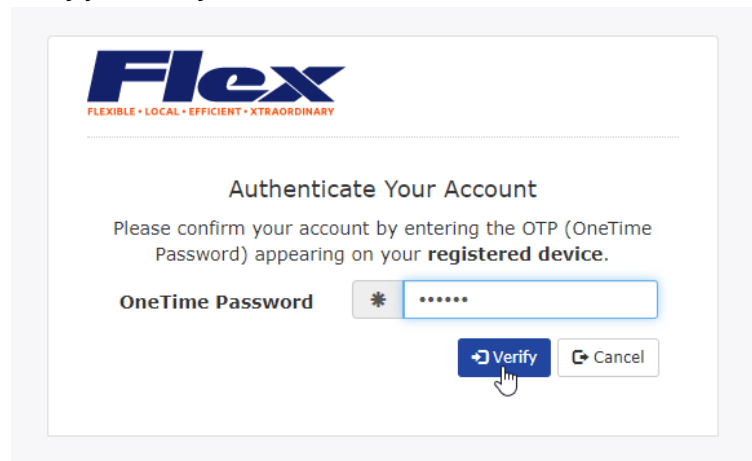 Flex
FLEXIBLE • LOCAL • EFFICIENT • XTRAORDINARY
Authenticate Your Account
Please confirm your account by entering the OTP (OneTime
Password) appearing on your registered device.
OneTime Password ••••••
Verify Cancel